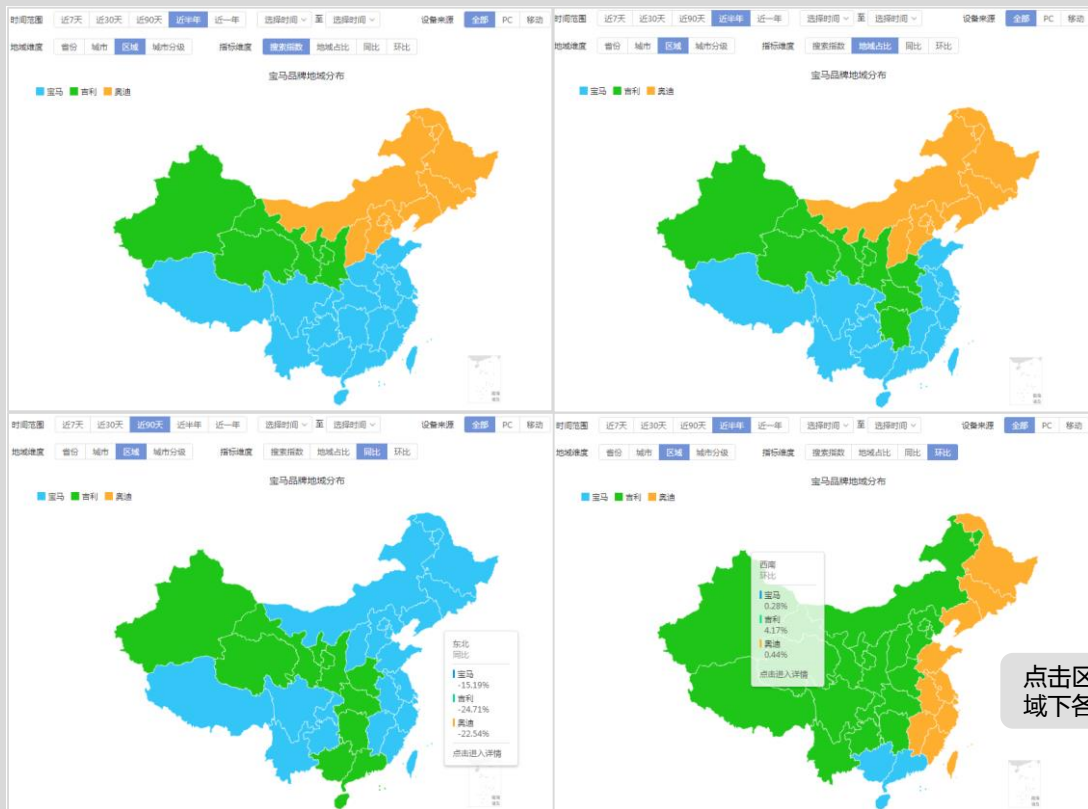 时间范围 近7天 近30天 近90天 近半年 近一年 选择时间 至 选择时间 设备来源 全部 PC 移动
地域维度 省份 城市 区域 城市分级 指标维度 搜索指数 地域占比 同比 环比
宝马品牌地域分布
宝马 吉利 奥迪
时间范围 近7天 近30天 近90天 近半年 近一年 选择时间 至 选择时间 设备来源 全部 PC 移动
地域维度 省份 城市 区域 城市分级 指标维度 搜索指数 地域占比 同比 环比
宝马品牌地域分布
宝马 吉利 奥迪
时间范围 近7天 近30天 近90天 近半年 近一年 选择时间 至 选择时间 设备来源 全部 PC 移动
地域维度 省份 城市 区域 城市分级 指标维度 搜索指数 地域占比 同比 环比
宝马品牌地域分布
宝马 吉利 奥迪
东北
同比
宝马
-15.19%
吉利
-24.71%
奥迪
-22.54%
点击进入详情
时间范围 近7天 近30天 近90天 近半年 近一年 选择时间 至 选择时间 设备来源 全部 PC 移动
地域维度 省份 城市 区域 城市分级 指标维度 搜索指数 地域占比 同比 环比
宝马品牌地域分布
宝马 吉利 奥迪
西南
环比
宝马
0.28%
吉利
4.17%
奥迪
0.44%
点击进入详情
点击区
域下各